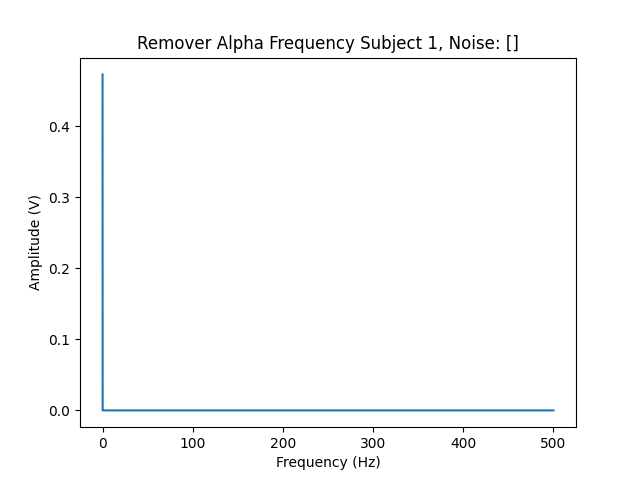 Remover Alpha Frequency Subject 1, Noise: []
Amplitude (V)
0.4
0.3
0.2
0.1
0.0
0 100 200 300 400 500
Frequency (Hz)